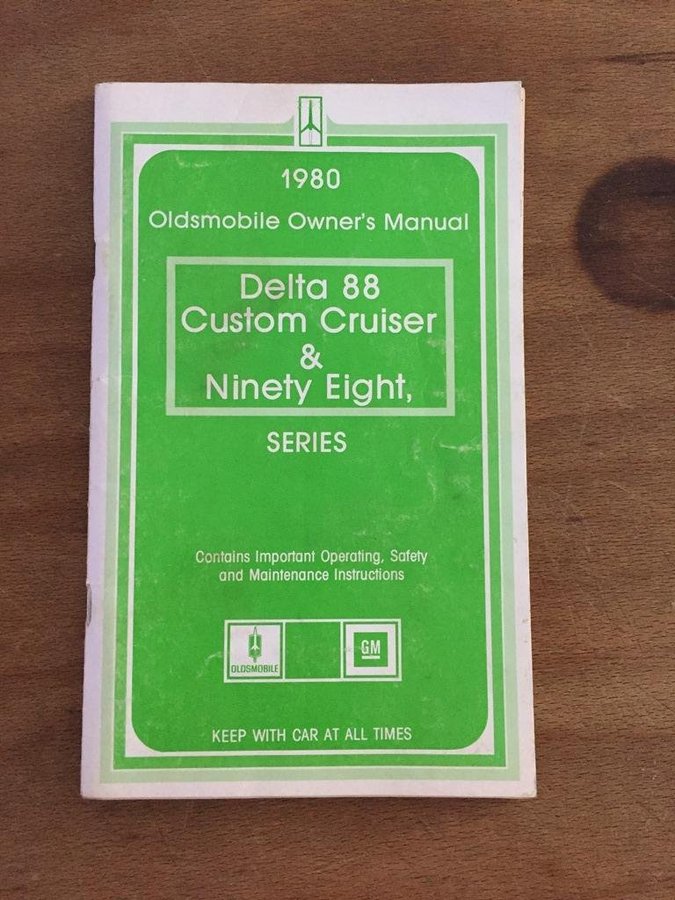 1980
Oldsmobile Owner's Manual
Delta 88
Custom Cruiser
&
Ninety Eight,
SERIES
Contains Important Operating, Safety
and Maintenance Instructions
OLDSMOBILE
GM
KEEP WITH CAR AT ALL TIMES